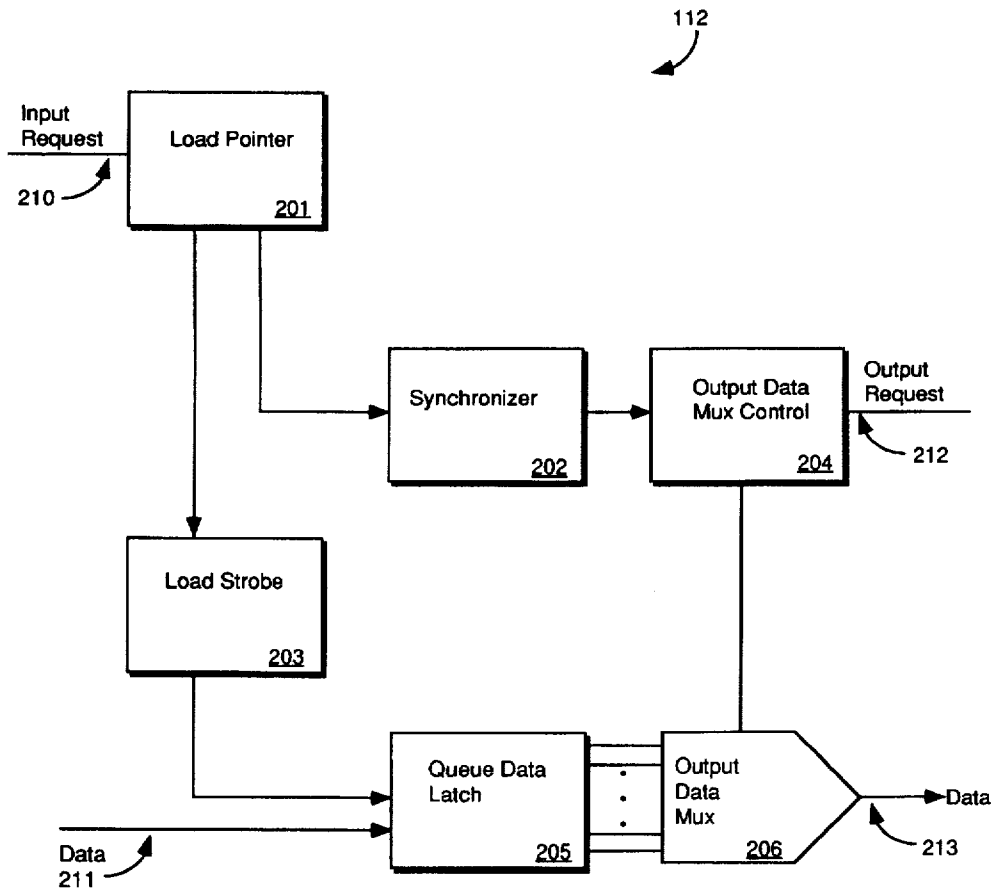 112
Input
Request
Load Pointer
210
201
Synchronizer
202
Output Data
Mux Control
204
Output
Request
212
Load Strobe
203
Queue Data
Latch
205
Output
Data
Mux
206
Data
213
Data
211